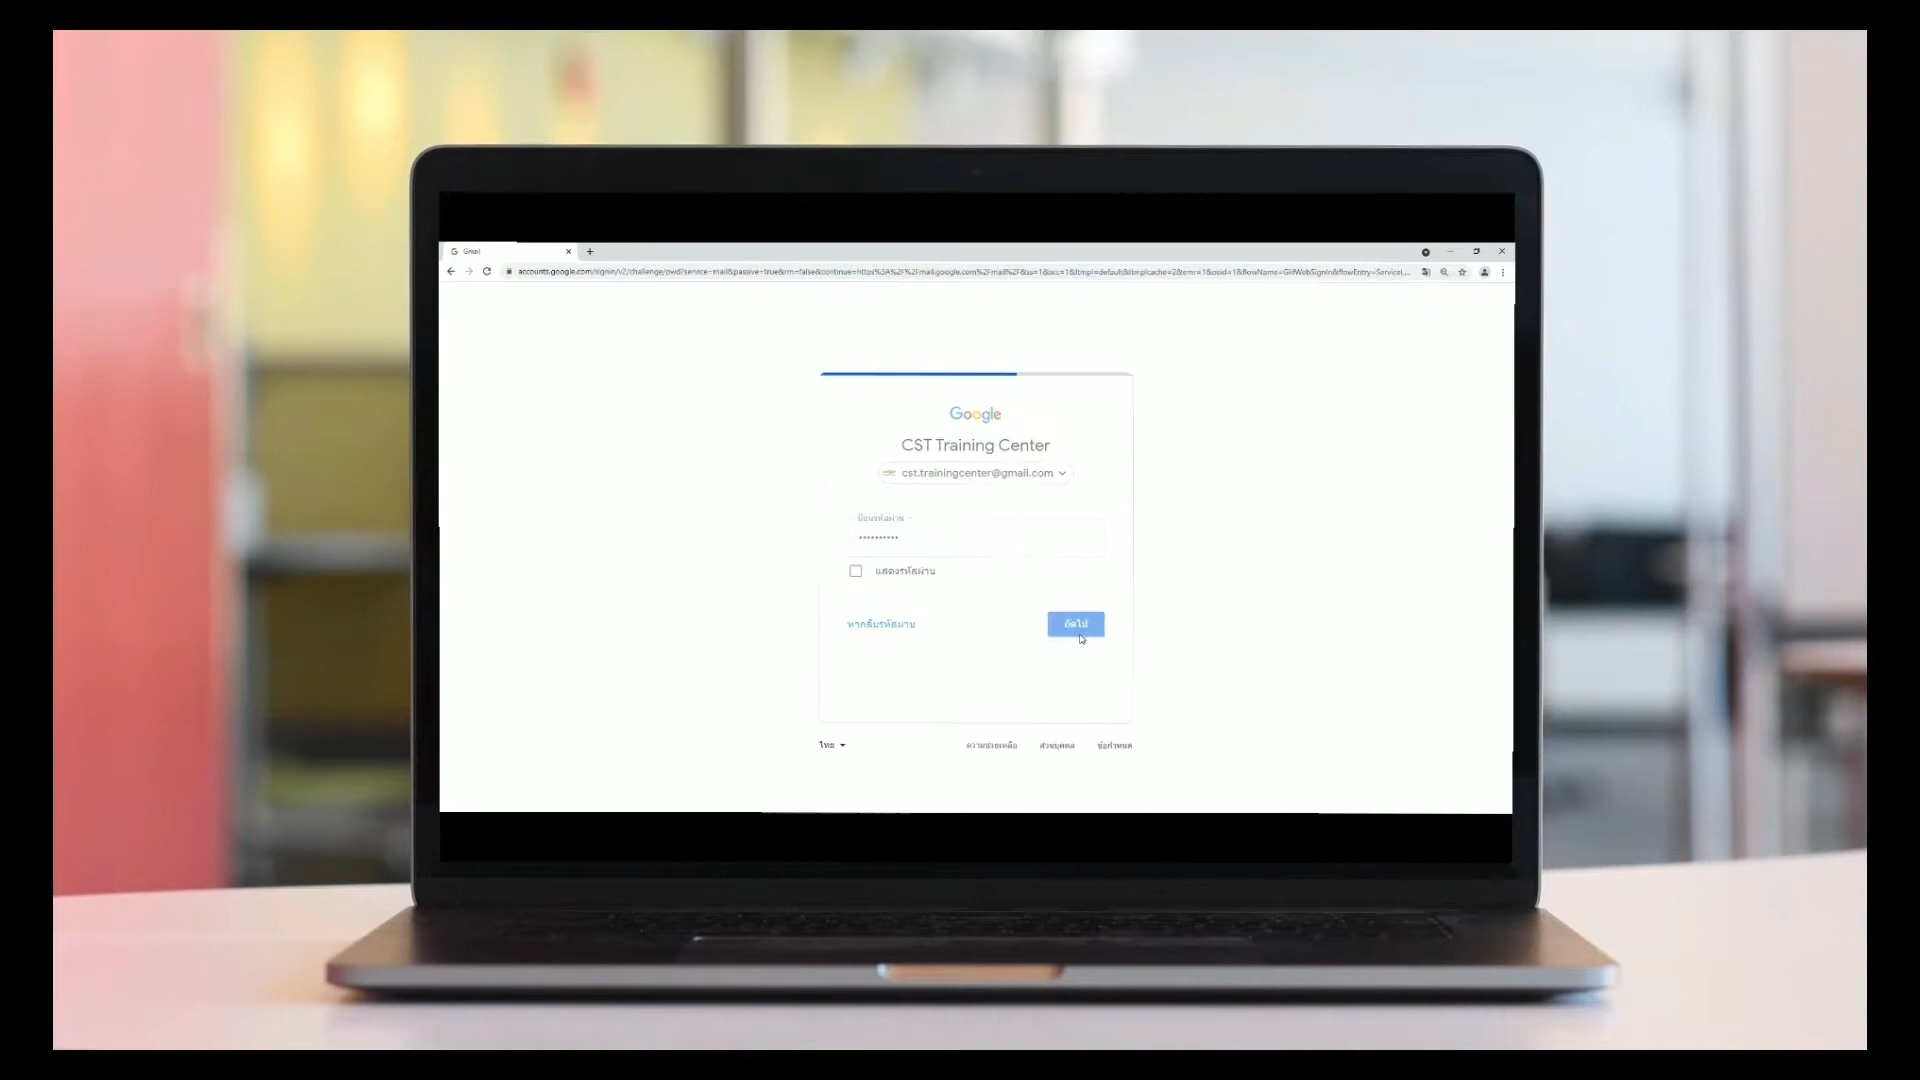 Gmail
Google
CST Training Center
cst.trainingcenter@gmail.com
ป้อนรหัสผ่าน
แสดงรหัสผ่าน
หากลืมรหัสผ่าน
ถัดไป
ไทย
ความช่วยเหลือ ส่วนบุคคล ข้อกำหนด